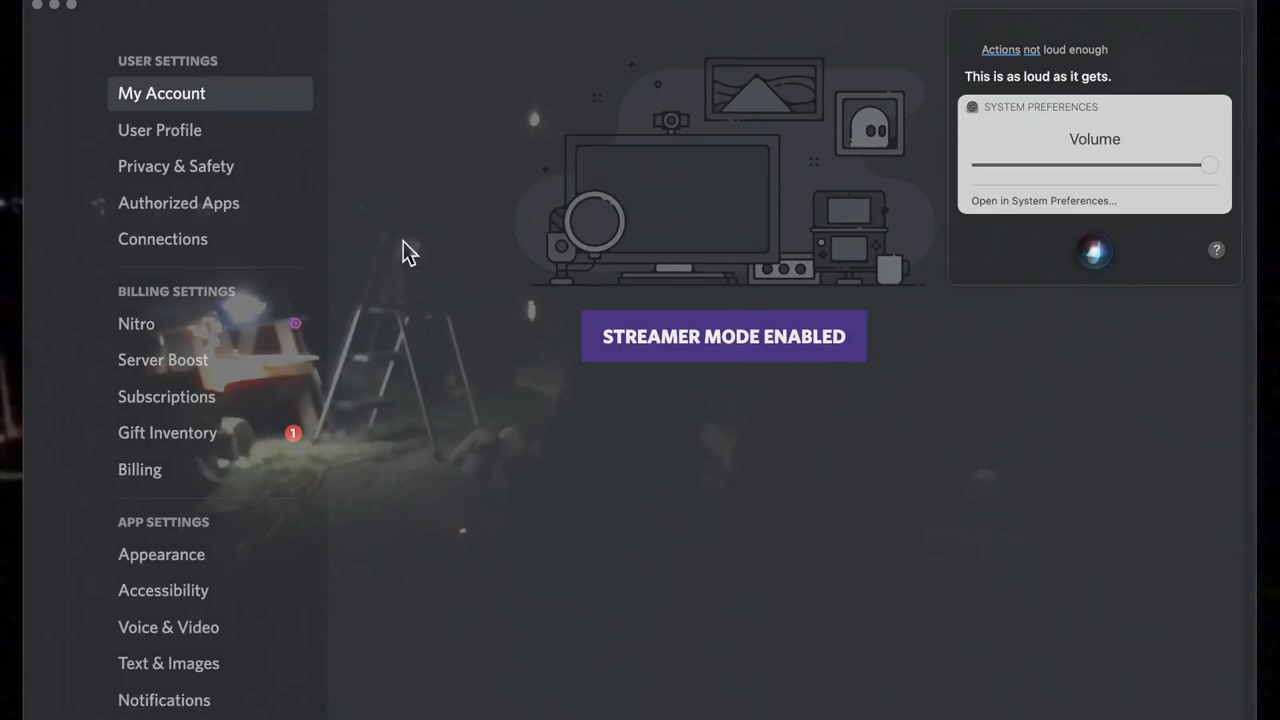 USER SETTINGS
My Account
User Profile
Privacy & Safety
Authorized Apps
Connections
BILLING SETTINGS
Nitro
Server Boost
Subscriptions
Gift Inventory 1
Billing
APP SETTINGS
Appearance
Accessibility
Voice & Video
Text & Images
Notifications
STREAMER MODE ENABLED
Actions not loud enough
This is as loud as it gets.
SYSTEM PREFERENCES
Volume
Open in System Preferences...
?